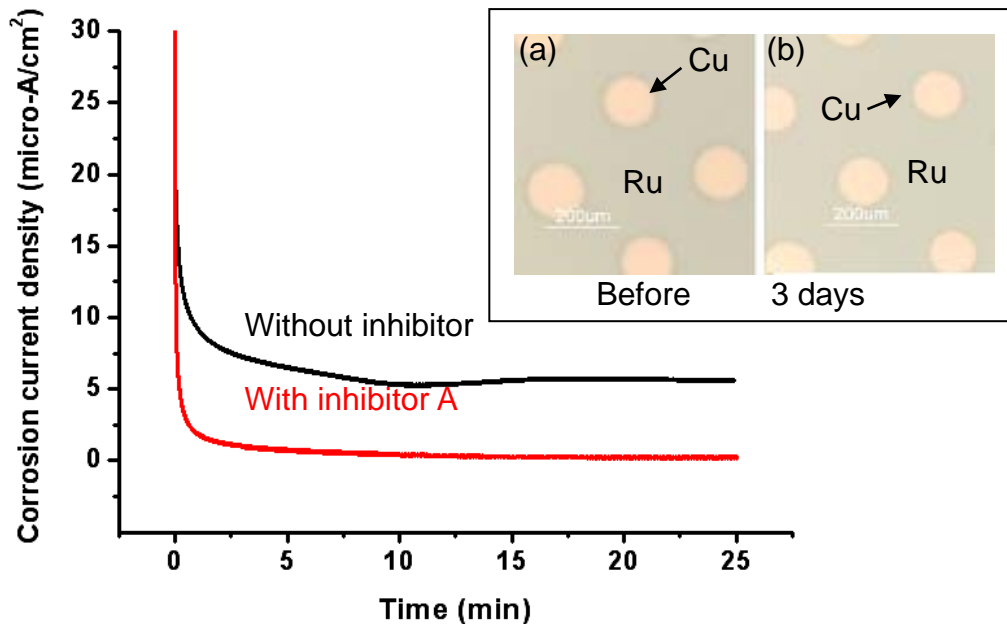 Corrosion current density (micro-A/cm²)
30
25
20
15
10
5
0
Without inhibitor
With inhibitor A
0 5 10 15 20 25
Time (min)
(a)
Cu
Ru
200um
Before
(b)
Cu
Ru
200um
3 days